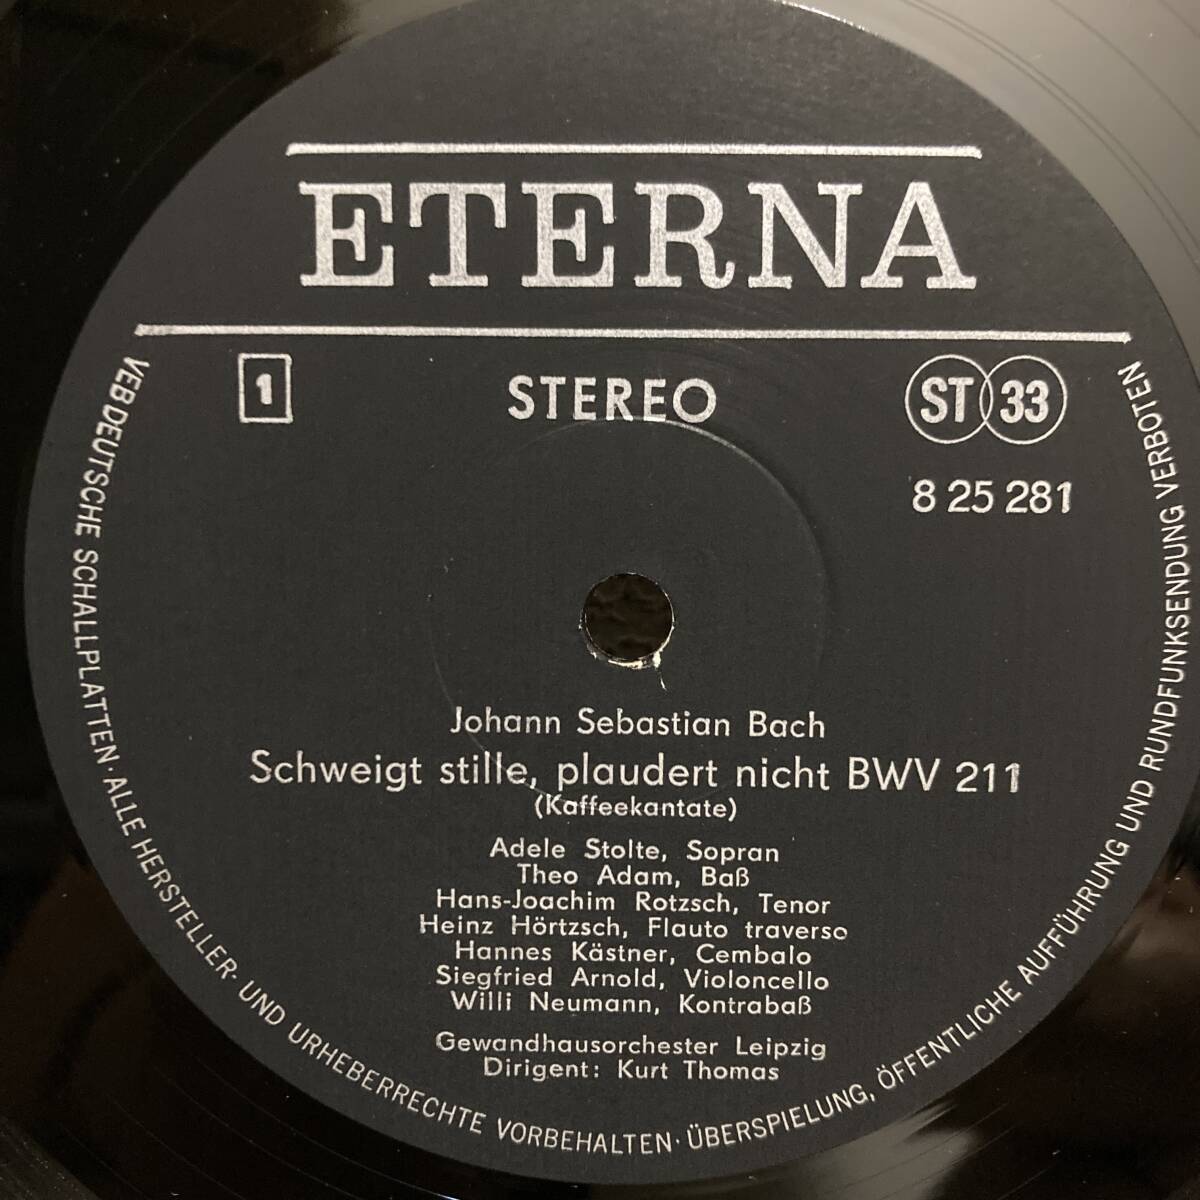 ETERNA
1
STEREO
ST 33
8 25 281
Johann Sebastian Bach
Schweigt stille, plaudert nicht BWV 211
(Kaffeekantate)
Adele Stolte, Sopran
Theo Adam, Baß
Hans-Joachim Rotzsch, Tenor
Heinz Hörtzsch, Flauto traverso
Hannes Kästner, Cembalo
Siegfried Arnold, Violoncello
Willi Neumann, Kontrabaß
Gewandhausorchester Leipzig
Dirigent: Kurt Thomas
VEB DEUTSCHE SCHALLPLATTEN · ALLE HERSTELLER- UND URHEBERRECHTE VORBEHALTEN · ÜBERSPIELUNG, ÖFFENTLICHE AUFFÜHRUNG UND RUNDFUNKSENDUNG VERBOTEN